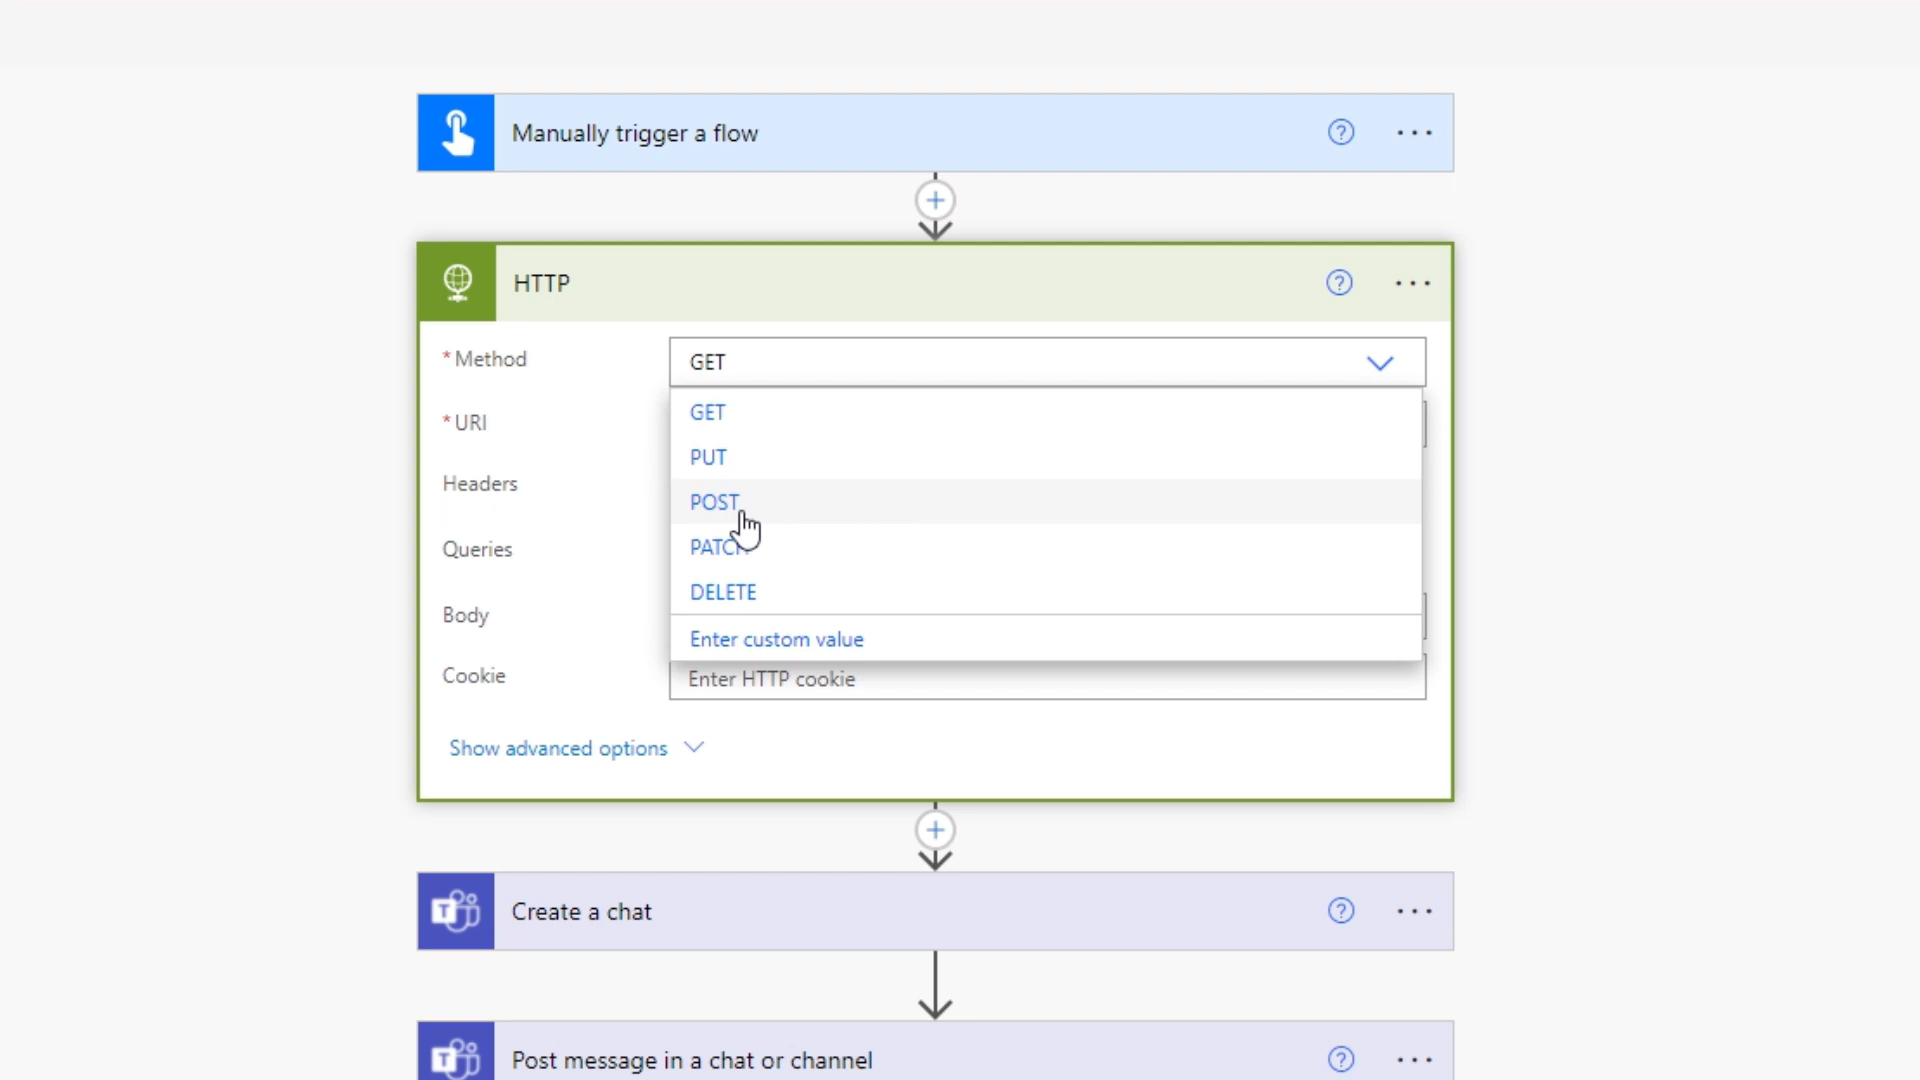 Manually trigger a flow
HTTP
* Method
GET
GET
* URI
PUT
Headers
POST
Queries
PATCH
DELETE
Body
Enter custom value
Cookie
Enter HTTP cookie
Show advanced options
Create a chat
Post message in a chat or channel